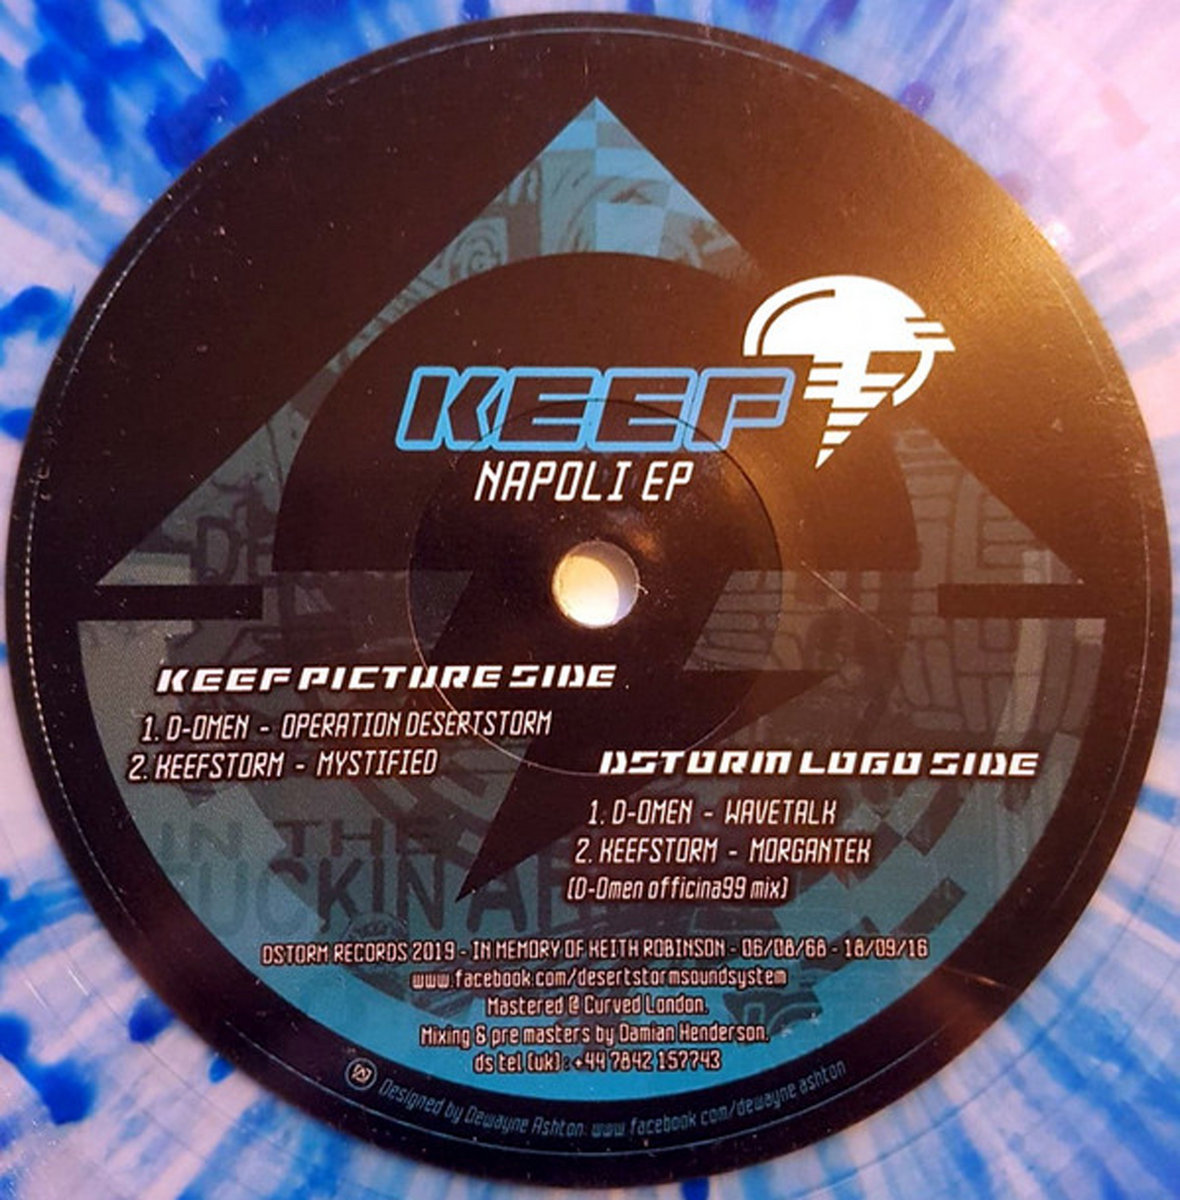 KEEF
NAPOLI EP
KEEF PICTURE SIDE
1. D-OMEN - OPERATION DESERTSTORM
2. KEEFSTORM - MYSTIFIED
DSTORM LOGO SIDE
1. D-OMEN - WAVETALK
2. KEEFSTORM - MORGANTEK
(D-Omen officina99 mix)
IN THE
DSTORM RECORDS 2019 - IN MEMORY OF KEITH ROBINSON - 06/08/68 - 18/09/16
www.facebook.com/desertstormsoundsystem
Mastered @ Curved London.
Mixing & pre masters by Damian Henderson.
ds tel (uk) : +44 7842 157743
Designed by Dewayne Ashton. www.facebook.com/dewayne ashton